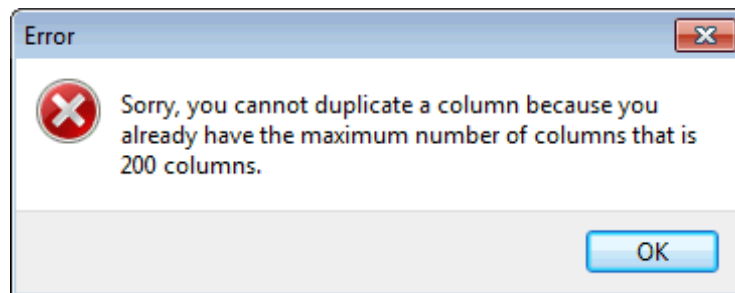 Error
Sorry, you cannot duplicate a column because you
already have the maximum number of columns that is
200 columns.
OK